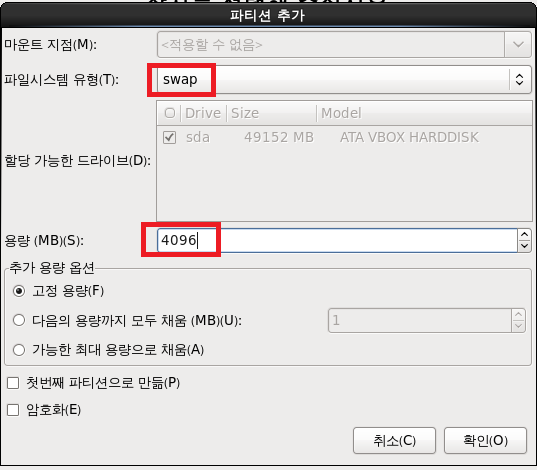 파티션 추가
마운트 지점(M):
<적용할 수 없음>
파일시스템 유형(T):
swap
Drive Size Model
sda 49152 MB ATA VBOX HARDDISK
할당 가능한 드라이브(D):
용량 (MB)(S):
4096
추가 용량 옵션
고정 용량(F)
다음의 용량까지 모두 채움 (MB)(U):
1
가능한 최대 용량으로 채움(A)
첫번째 파티션으로 만듦(P)
암호화(E)
취소(C)
확인(O)